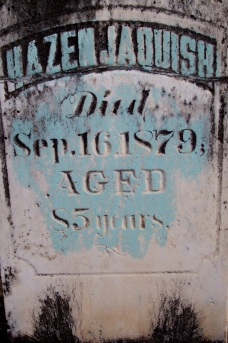 HAZEN JAQUISH
Died
Sep. 16, 1879;
AGED
85 years.